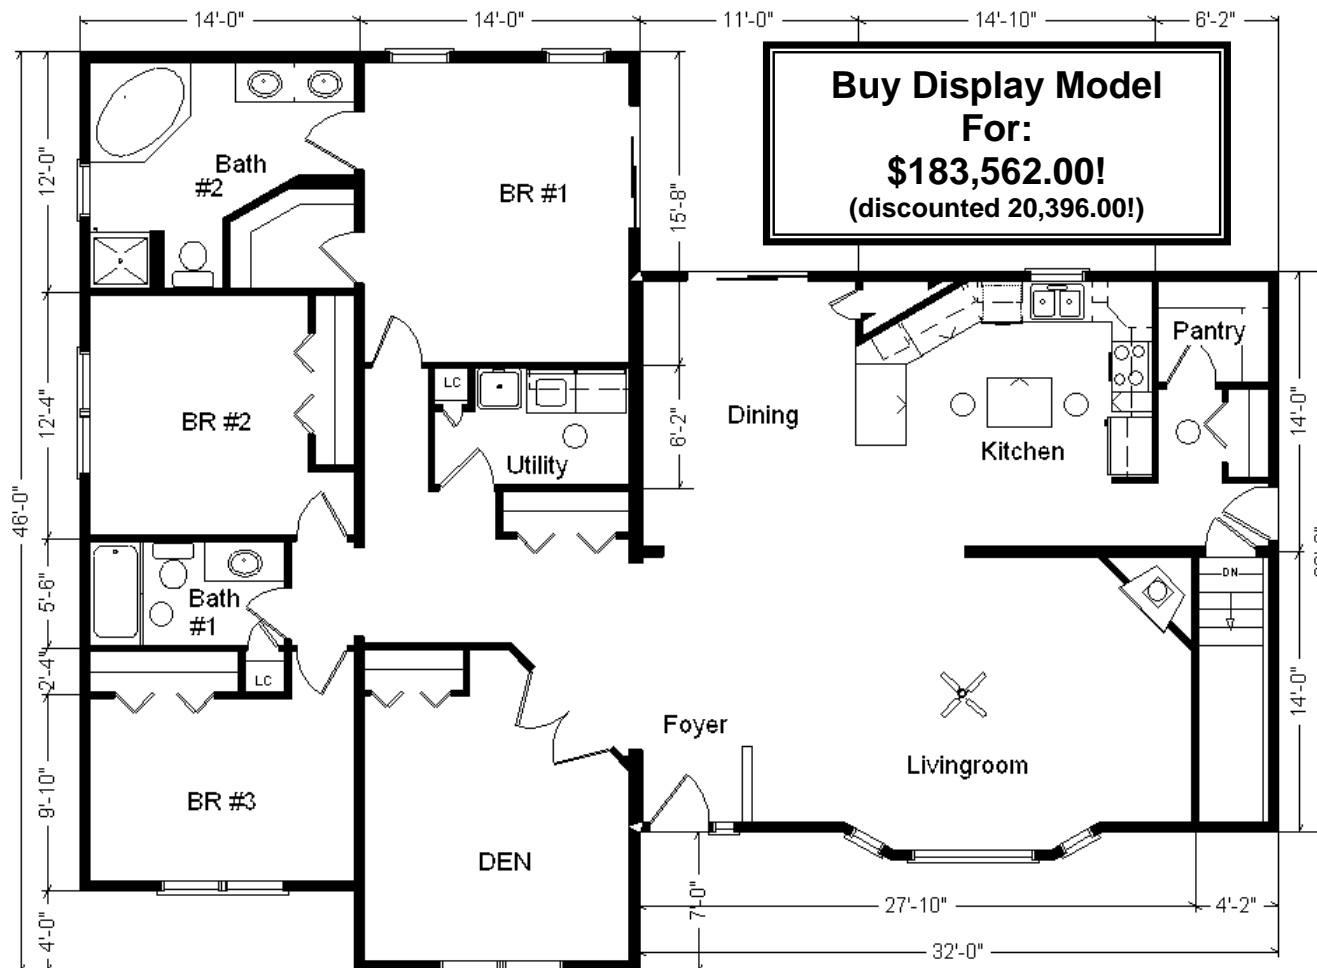 14'-0"
14'-0"
11'-0"
14'-10"
6'-2"
Buy Display Model
For:
$183,562.00!
(discounted 20,396.00!)
12'-0"
Bath
#2
BR #1
15'-8"
Pantry
LC
12'-4"
BR #2
Dining
6'-2"
14'-0"
Kitchen
Utility
46'-0"
5'-6"
Bath
#1
DN
2'-4"
LC
14'-0"
Foyer
Livingroom
9'-10"
BR #3
DEN
7'-0"
27'-10"
4'-2"
4'-0"
32'-0"